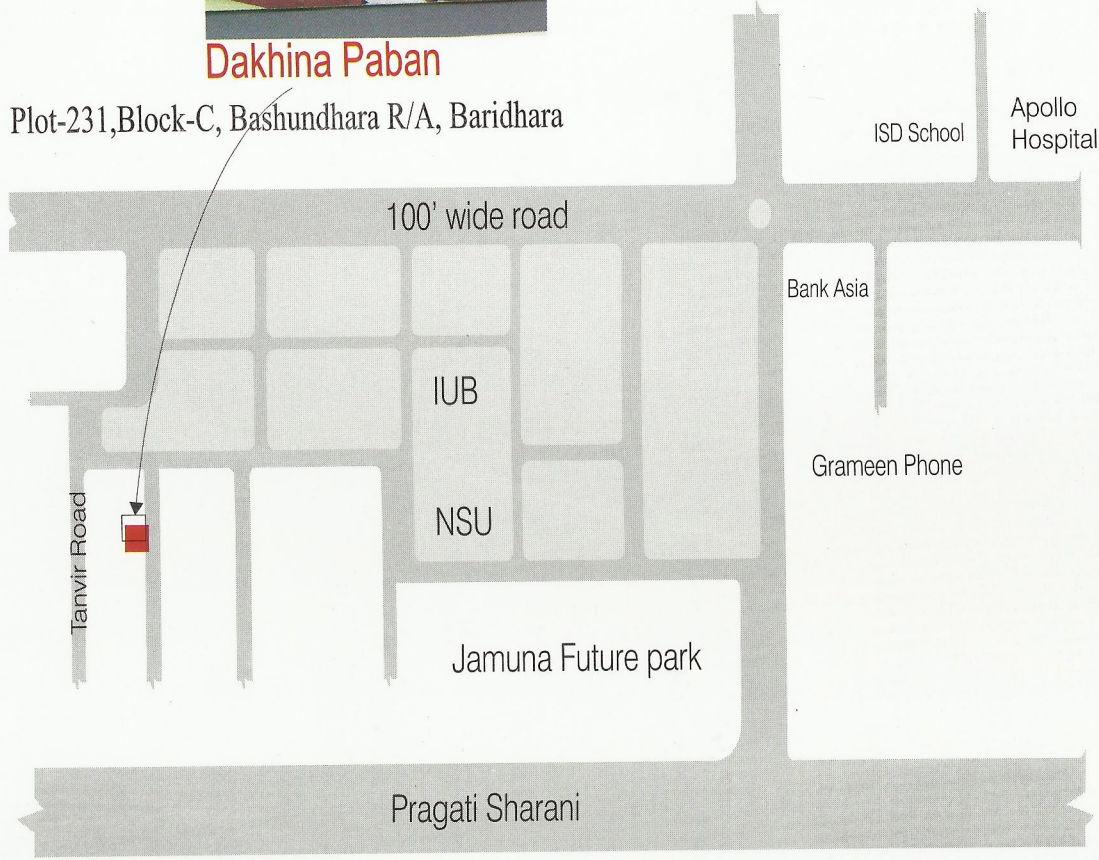 Dakhina Paban
Plot-231,Block-C, Bashundhara R/A, Baridhara
ISD School
Apollo
Hospital
100' wide road
Bank Asia
IUB
Grameen Phone
NSU
Tanvir Road
Jamuna Future park
Pragati Sharani